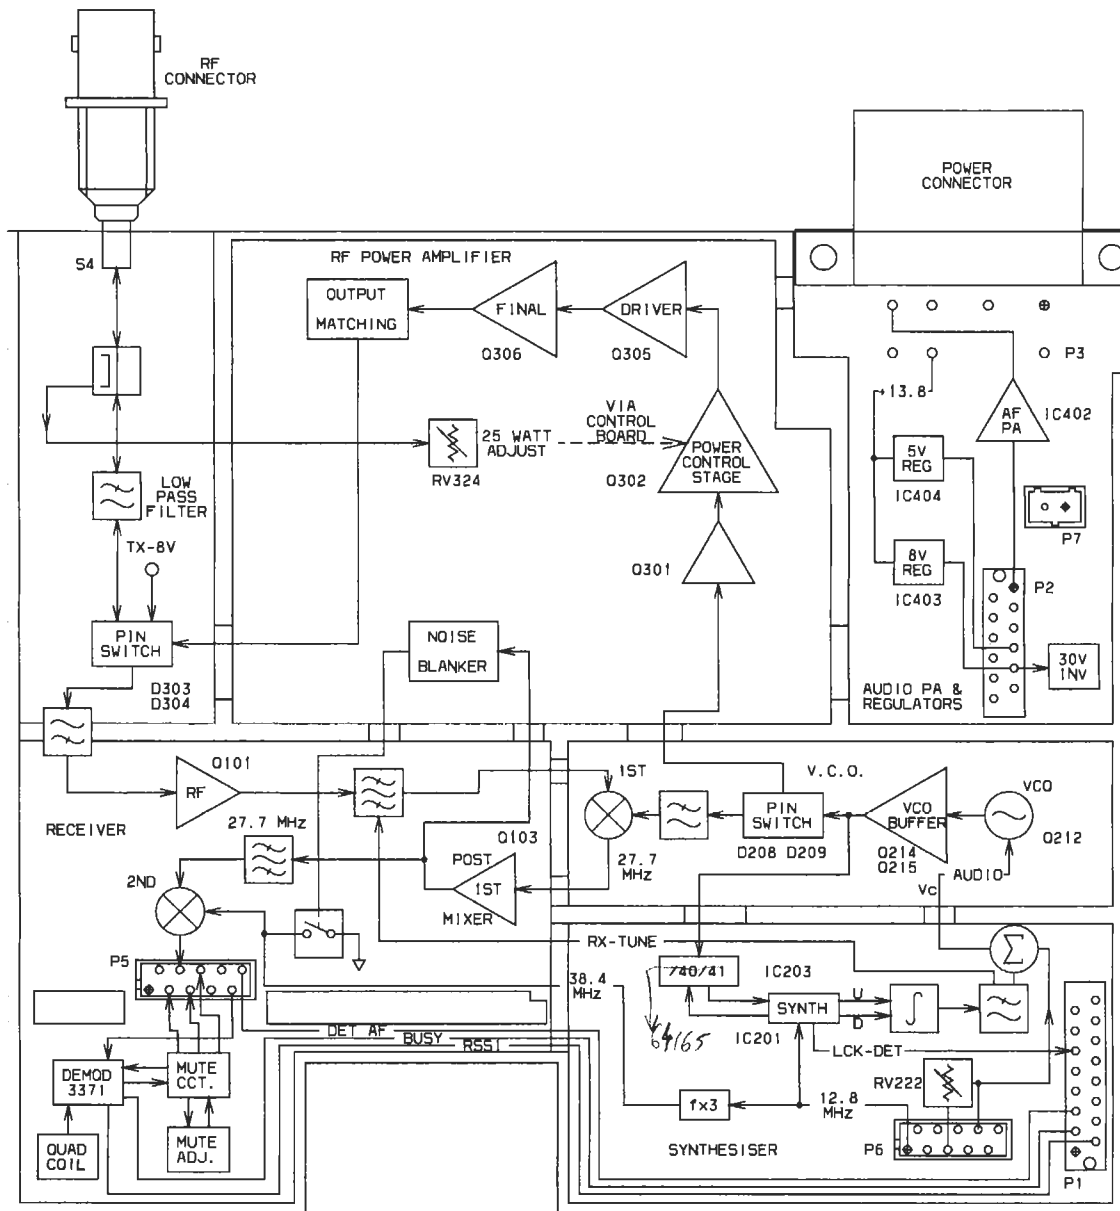 RF
CONNECTOR
POWER
CONNECTOR
S4
RF POWER AMPLIFIER
OUTPUT
MATCHING
FINAL
DRIVER
Q306
Q305
P3
13.8
AF
PA
IC402
VIA
CONTROL
BOARD
25 WATT
ADJUST
RV324
POWER
CONTROL
STAGE
Q302
5V
REG
IC404
LOW
PASS
FILTER
TX-8V
P7
Q301
8V
REG
IC403
P2
PIN
SWITCH
NOISE
BLANKER
30V
INV
D303
D304
AUDIO PA &
REGULATORS
Q101
RF
1ST
V.C.O.
VCO
RECEIVER
27.7 MHz
Q103
PIN
SWITCH
VCO
BUFFER
Q212
D208 D209
Q214
Q215
POST
1ST
MIXER
27.7
MHz
Vc
AUDIO
2ND
RX-TUNE
Σ
P5
38.4
MHz
/40/41
IC203
SYNTH
U
D
∫
64/65
IC201
DET AF
BUSY
RSSI
LCK-DET
DEMOD
3371
MUTE
CCT.
RV222
fx3
12.8
MHz
QUAD
COIL
MUTE
ADJ.
SYNTHESISER
P6
P1